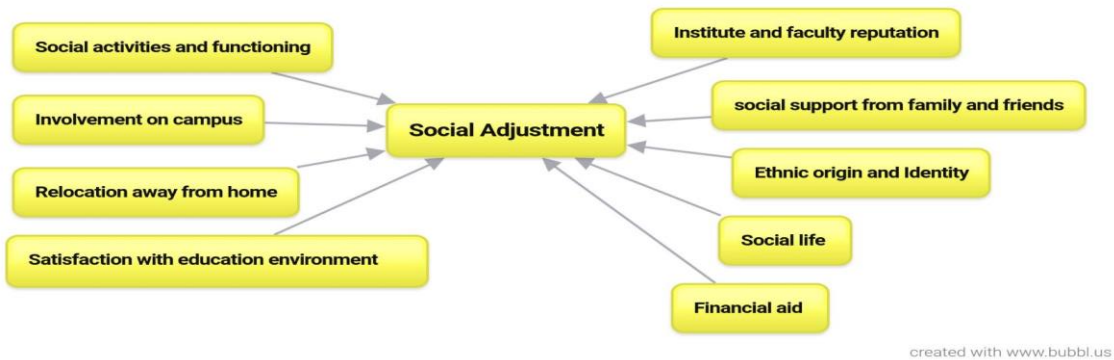 Social activities and functioning
Involvement on campus
Relocation away from home
Satisfaction with education environment
Social Adjustment
Institute and faculty reputation
social support from family and friends
Ethnic origin and Identity
Social life
Financial aid
created with www.bubbl.us